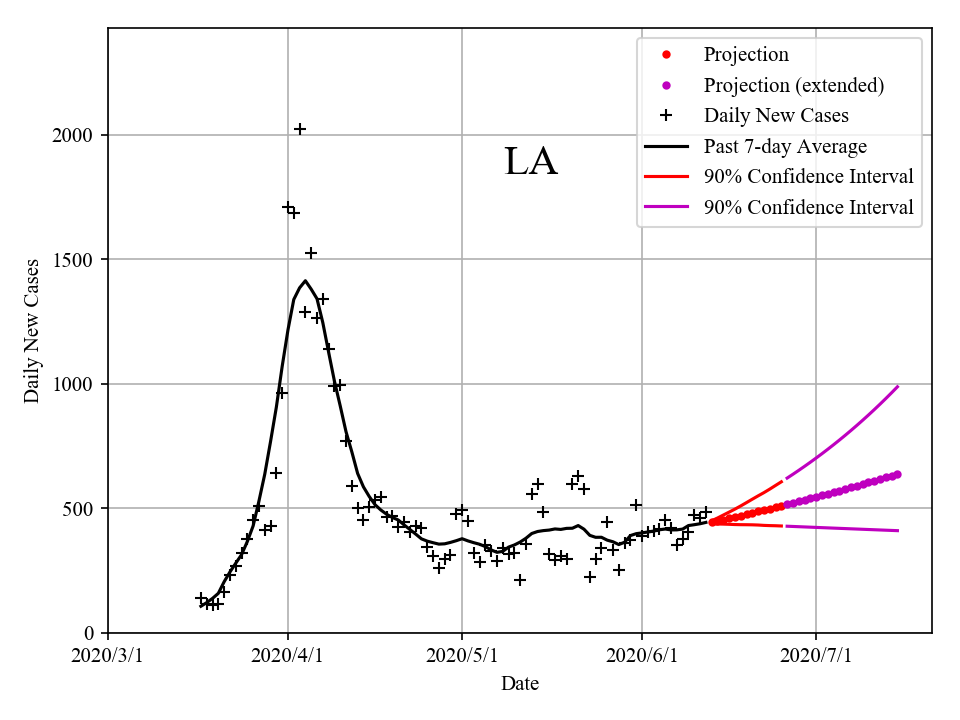 Projection
Projection (extended)
Daily New Cases
Past 7-day Average
90% Confidence Interval
90% Confidence Interval
LA
Daily New Cases
2000
1500
1000
500
0
2020/3/1
2020/4/1
2020/5/1
2020/6/1
2020/7/1
Date